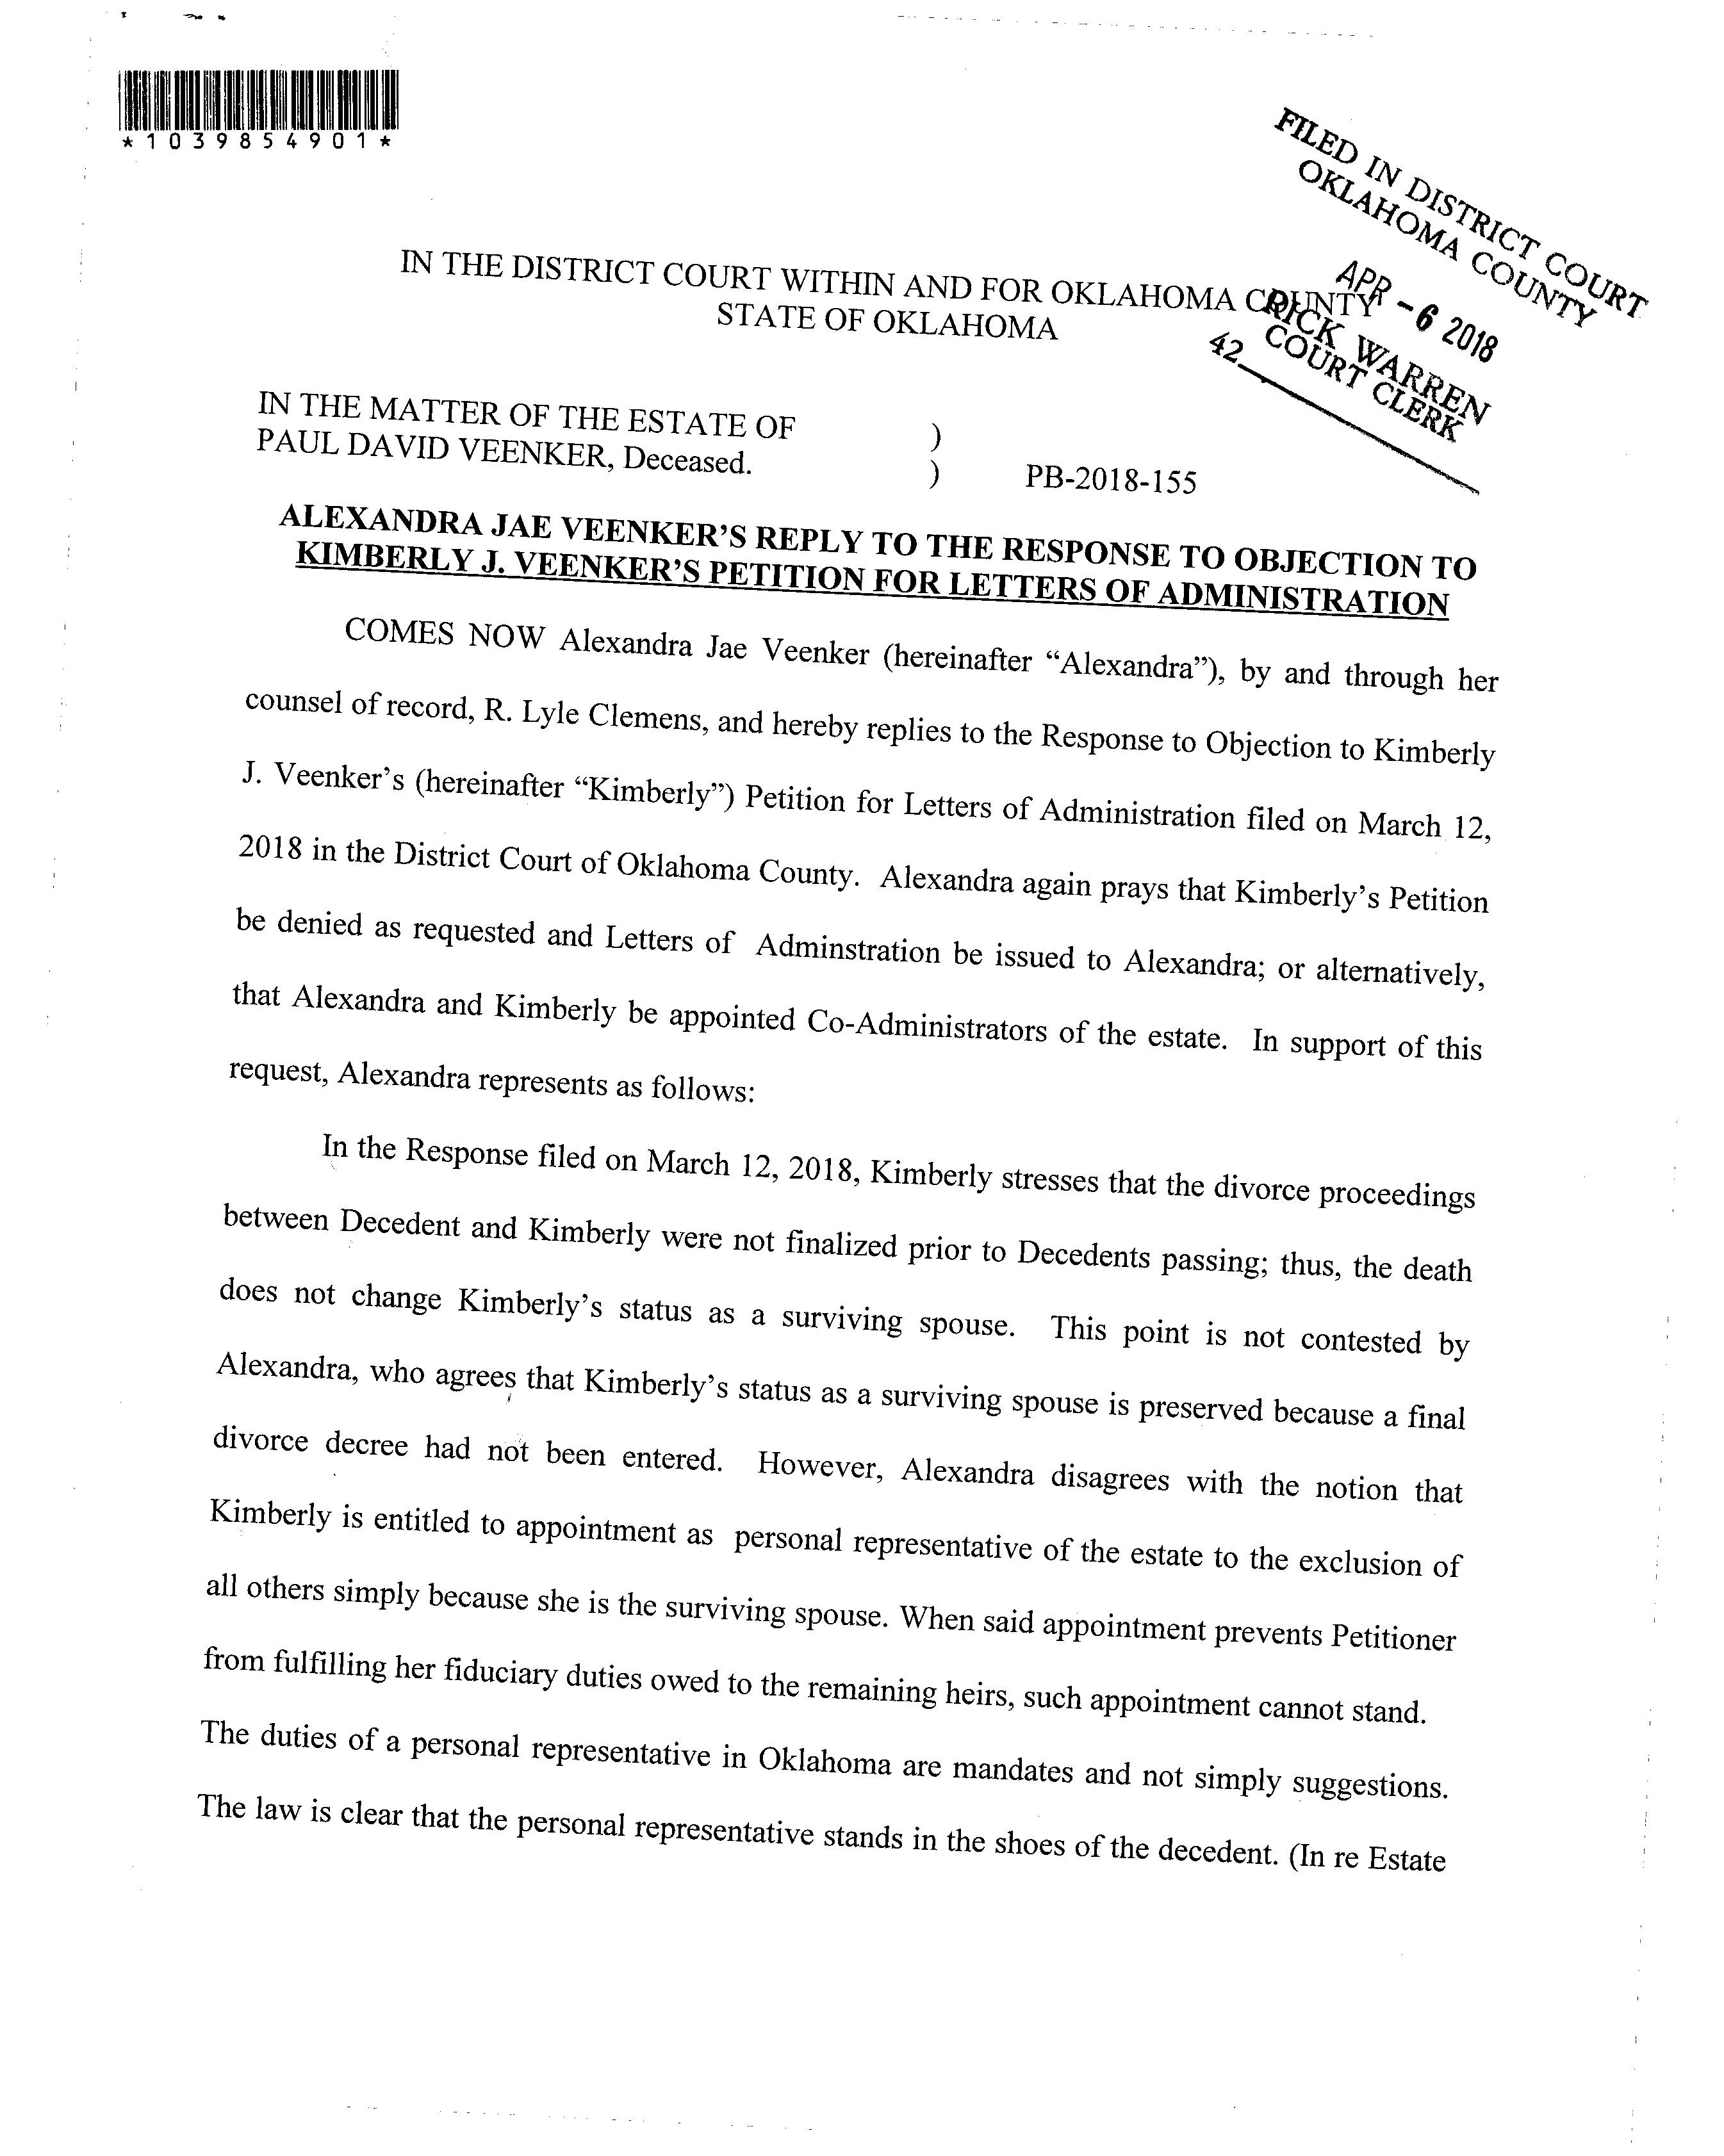 *1039854901*
FILED IN DISTRICT COURT
OKLAHOMA COUNTY
APR - 6 2018
RICK WARREN
COURT CLERK
42
IN THE DISTRICT COURT WITHIN AND FOR OKLAHOMA COUNTY
STATE OF OKLAHOMA
IN THE MATTER OF THE ESTATE OF )
PAUL DAVID VEENKER, Deceased. ) PB-2018-155
ALEXANDRA JAE VEENKER’S REPLY TO THE RESPONSE TO OBJECTION TO
KIMBERLY J. VEENKER’S PETITION FOR LETTERS OF ADMINISTRATION
COMES NOW Alexandra Jae Veenker (hereinafter “Alexandra”), by and through her
counsel of record, R. Lyle Clemens, and hereby replies to the Response to Objection to Kimberly
J. Veenker’s (hereinafter “Kimberly”) Petition for Letters of Administration filed on March 12,
2018 in the District Court of Oklahoma County. Alexandra again prays that Kimberly’s Petition
be denied as requested and Letters of Adminstration be issued to Alexandra; or alternatively,
that Alexandra and Kimberly be appointed Co-Administrators of the estate. In support of this
request, Alexandra represents as follows:
In the Response filed on March 12, 2018, Kimberly stresses that the divorce proceedings
between Decedent and Kimberly were not finalized prior to Decedents passing; thus, the death
does not change Kimberly’s status as a surviving spouse. This point is not contested by
Alexandra, who agrees that Kimberly’s status as a surviving spouse is preserved because a final
divorce decree had not been entered. However, Alexandra disagrees with the notion that
Kimberly is entitled to appointment as personal representative of the estate to the exclusion of
all others simply because she is the surviving spouse. When said appointment prevents Petitioner
from fulfilling her fiduciary duties owed to the remaining heirs, such appointment cannot stand.
The duties of a personal representative in Oklahoma are mandates and not simply suggestions.
The law is clear that the personal representative stands in the shoes of the decedent. (In re Estate